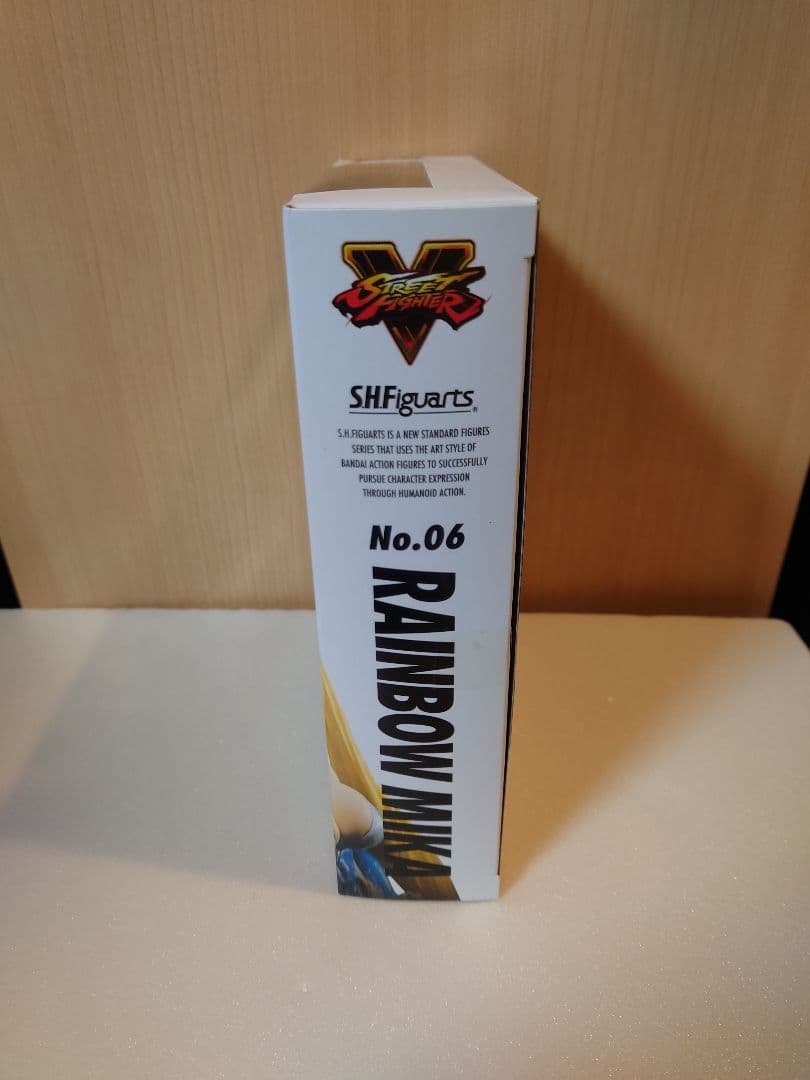 V
STREET
FIGHTER
S.H.Figuarts®
S.H.FIGUARTS IS A NEW STANDARD FIGURES
SERIES THAT USES THE ART STYLE OF
BANDAI ACTION FIGURES TO SUCCESSFULLY
PURSUE CHARACTER EXPRESSION
THROUGH HUMANOID ACTION.
No.06
RAINBOW MIKA